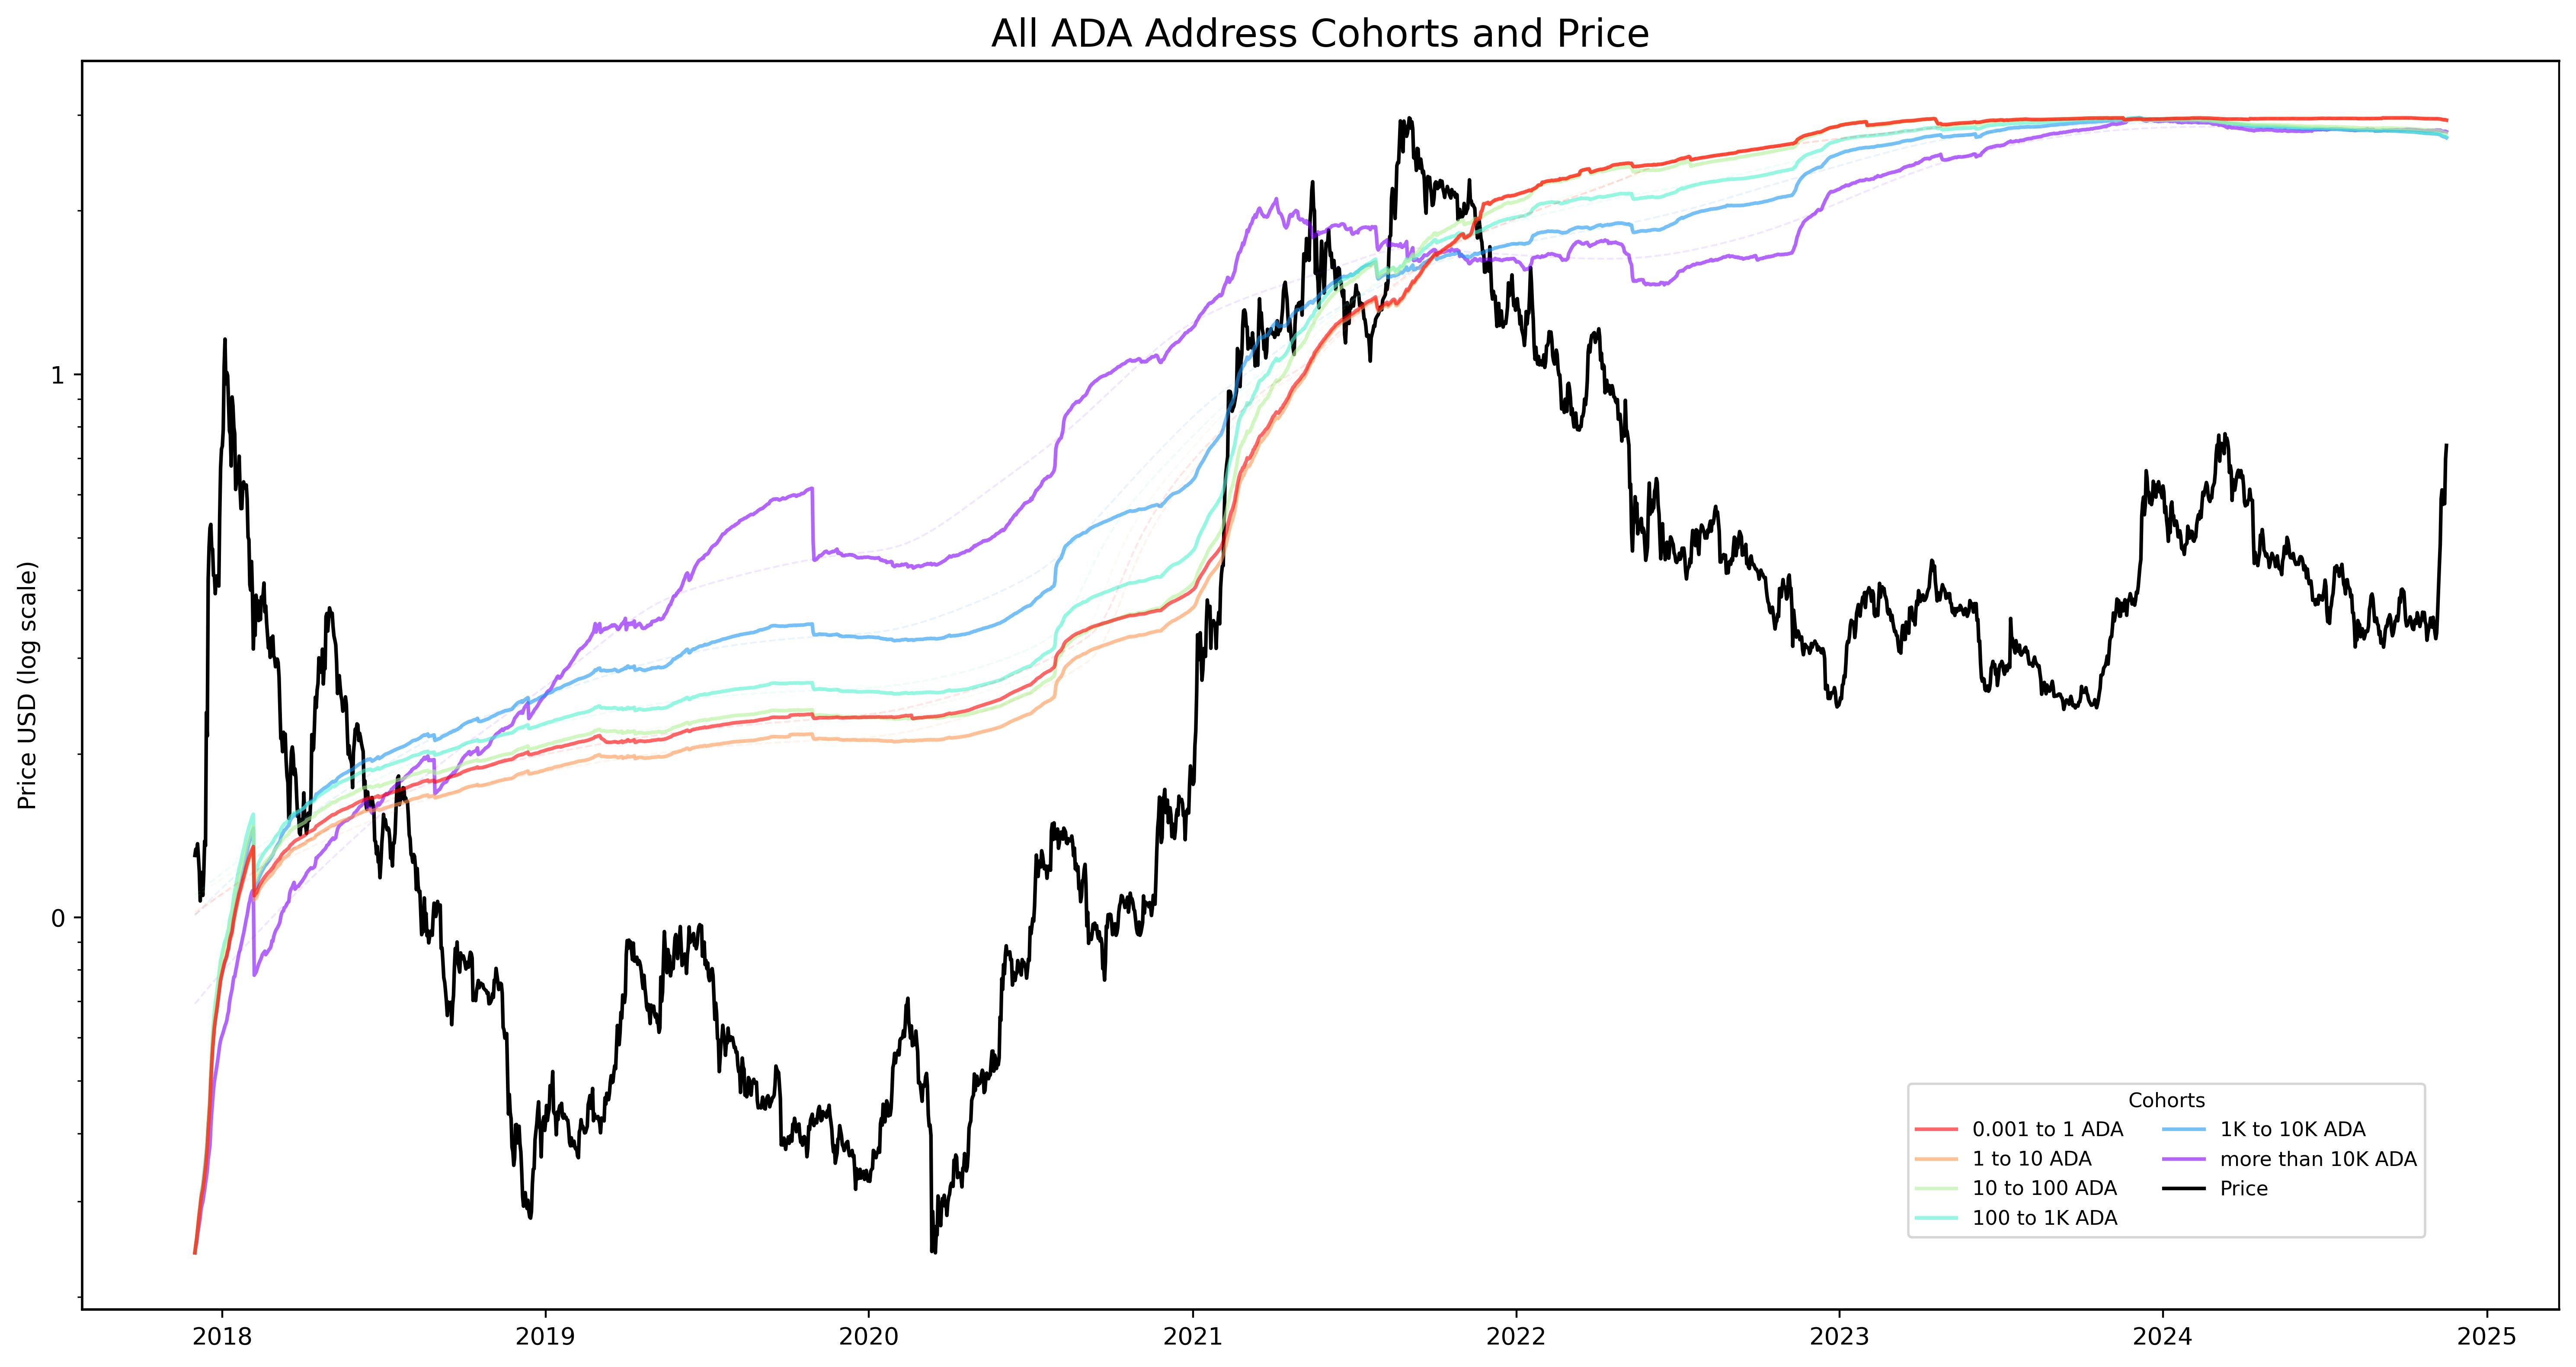 All ADA Address Cohorts and Price
Price USD (log scale)
1
0
2018
2019
2020
2021
2022
2023
2024
2025
Cohorts
0.001 to 1 ADA
1 to 10 ADA
10 to 100 ADA
100 to 1K ADA
1K to 10K ADA
more than 10K ADA
Price